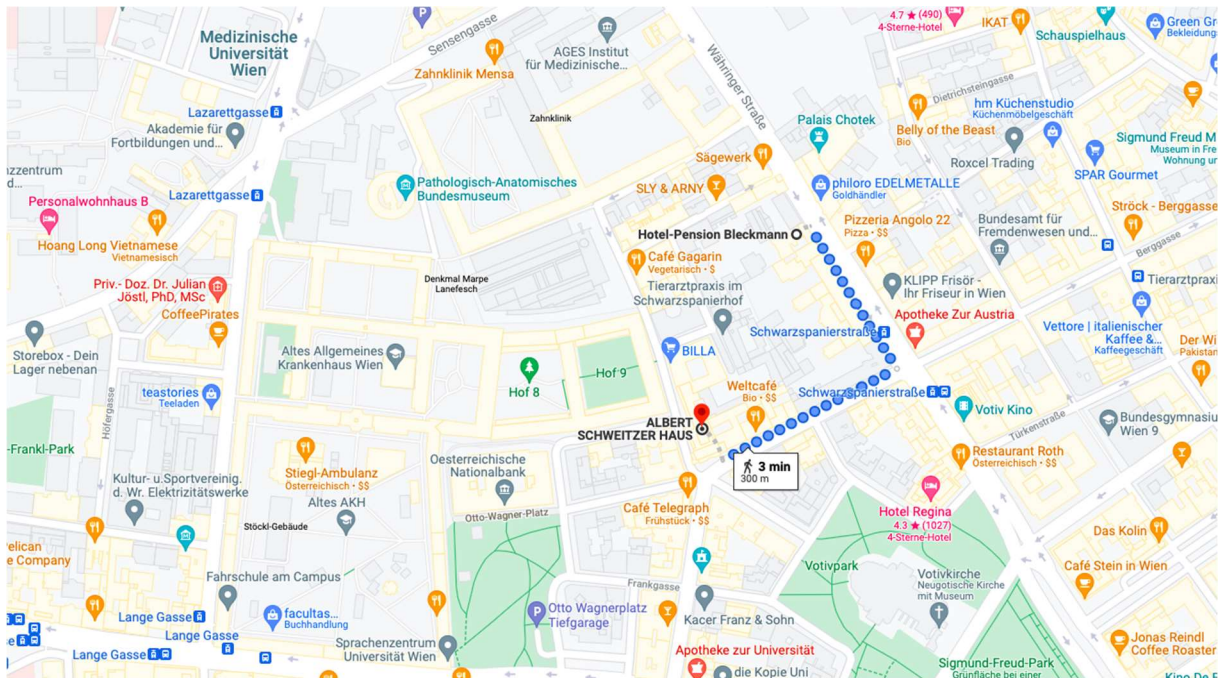 Medizinische
Universität
Wien
Sensengasse
Zahnklinik Mensa
AGES Institut
für Medizinische...
4.7 ★ (490)
4-Sterne-Hotel
IKAT
Schauspielhaus
Green Gr
Bekleidung
Währinger Straße
Dietrichsteingasse
hm Küchenstudio
Küchenmöbelgeschäft
Lazarettgasse
Akademie für
Fortbildungen und...
Zahnklinik
Palais Chotek
Belly of the Beast
Bio
Sigmund Freud M
Museum in Fre
Wohnung un
Roxcel Trading
SPAR Gourmet
Sägewerk
nzzentrum
d...
Lazarettgasse
Pathologisch-Anatomisches
Bundesmuseum
SLY & ARNY
philoro EDELMETALLE
Goldhändler
Personalwohnhaus B
Hoang Long Vietnamese
Vietnamesisch
Hotel-Pension Bleckmann
Pizzeria Angolo 22
Pizza • $$
Bundesamt für
Fremdenwesen und...
Ströck - Berggasse
Berggasse
Café Gagarin
Vegetarisch • $
Priv.- Doz. Dr. Julian
Jöstl, PhD, MSc
Denkmal Marpe
Lanefesch
Tierarztpraxis im
Schwarzspanierhof
KLIPP Frisör -
Ihr Friseur in Wien
Tierarztpraxi
CoffeePirates
Apotheke Zur Austria
Schwarzspanierstraße
Vettore | italienischer
Kaffee &...
Kaffeegeschäft
Storebox - Dein
Lager nebenan
Altes Allgemeines
Krankenhaus Wien
BILLA
Der Wi
Pakistan
Hof 8
Hof 9
teestories
Teeladen
Höfergasse
Weltcafé
Bio • $$
Schwarzspanierstraße
Votiv Kino
Türkenstraße
Bundesgymnasiu
Wien 9
ALBERT
SCHWEITZER HAUS
-Frankl-Park
Stiegl-Ambulanz
Österreichisch • $$
Oesterreichische
Nationalbank
3 min
300 m
Restaurant Roth
Österreichisch • $$
Kultur- u.Sportvereinig.
d. Wr. Elektrizitätswerke
Altes AKH
Stöckl-Gebäude
Otto-Wagner-Platz
Café Telegraph
Frühstück • $$
Hotel Regina
4.3 ★ (1027)
4-Sterne-Hotel
Das Kolin
Pelican
e Company
Fahrschule am Campus
Frankgasse
Votivpark
Votivkirche
Neugotische Kirche
mit Museum
Café Stein in Wien
Lange Gasse
facultas...
Buchhandlung
Otto Wagnerplatz
Tiefgarage
Kacer Franz & Sohn
Lange Gasse
Lange Gasse
Sprachenzentrum
Universität Wien
Apotheke zur Universität
Jonas Reindl
Coffee Roaster
die Kopie Uni
Sigmund-Freud-Park
Grünfläche bei einer
Kino De F